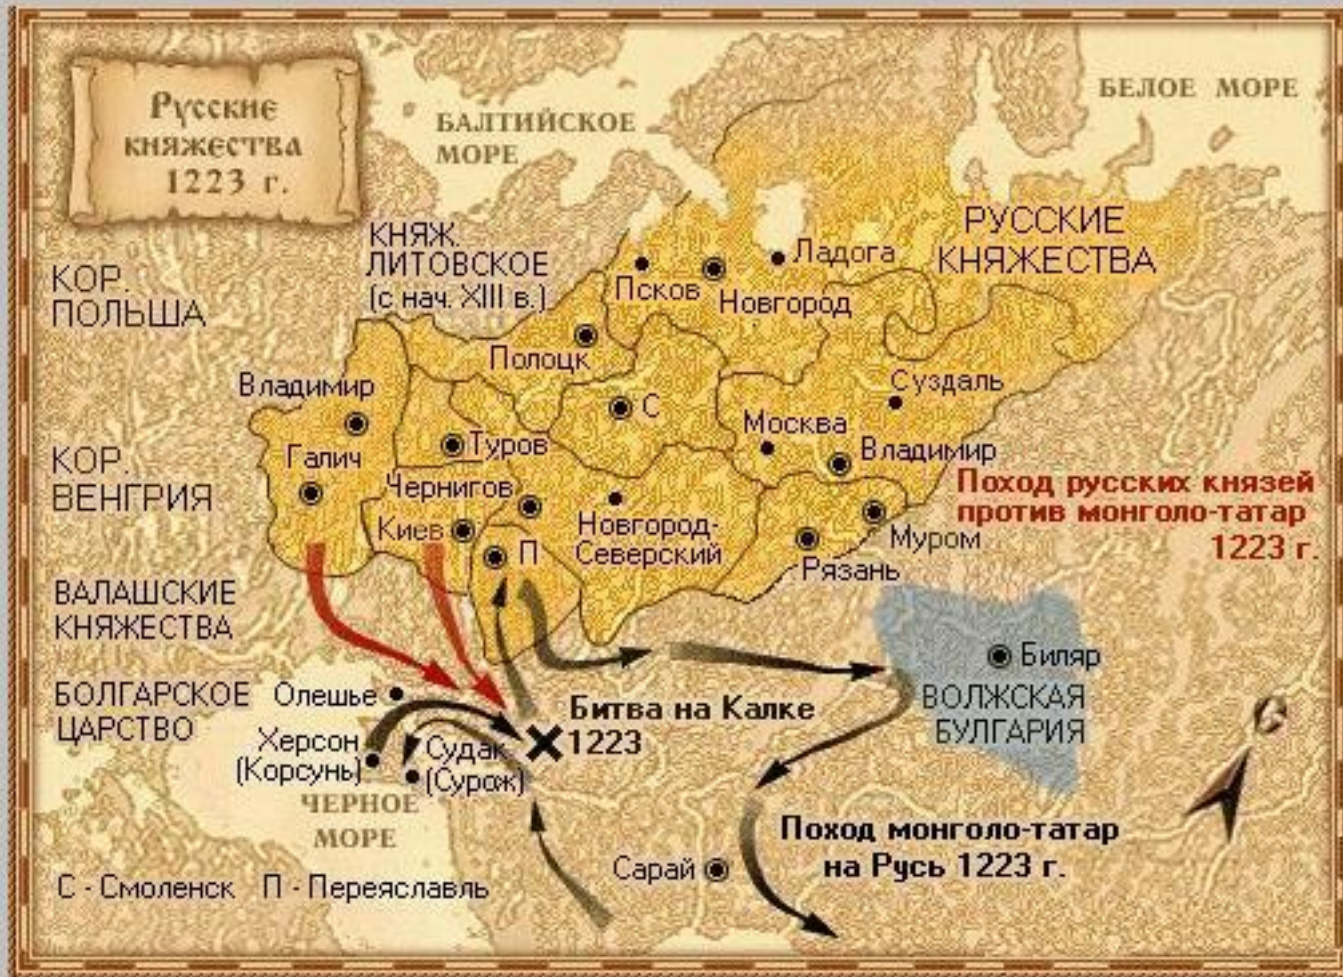 Русские
княжества
1223 г.
БАЛТИЙСКОЕ
МОРЕ
БЕЛОЕ МОРЕ
КНЯЖ.
ЛИТОВСКОЕ
(с нач. XIII в.)
РУССКИЕ
КНЯЖЕСТВА
КОР.
ПОЛЬША
Ладога
Псков
Новгород
Полоцк
Владимир
Суздаль
С
Москва
Туров
Владимир
Галич
КОР.
ВЕНГРИЯ
Чернигов
Поход русских князей
против монголо-татар
1223 г.
Киев
Новгород-
Северский
П
Муром
Рязань
ВАЛАШСКИЕ
КНЯЖЕСТВА
Биляр
ВОЛЖСКАЯ
БУЛГАРИЯ
БОЛГАРСКОЕ
ЦАРСТВО
Олешье
Битва на Калке
1223
С
Херсон
(Корсунь)
Судак
(Сурож)
ЧЕРНОЕ
МОРЕ
Поход монголо-татар
на Русь 1223 г.
Сарай
С - Смоленск П - Переяславль